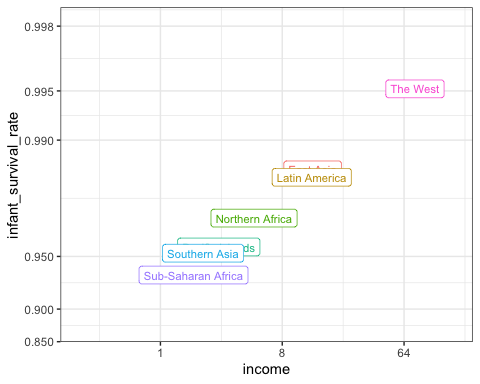 0.998
0.995
0.990
0.950
0.900
0.850
infant_survival_rate
The West
Latin America
Northern Africa
Southern Asia
Sub-Saharan Africa
1
8
64
income